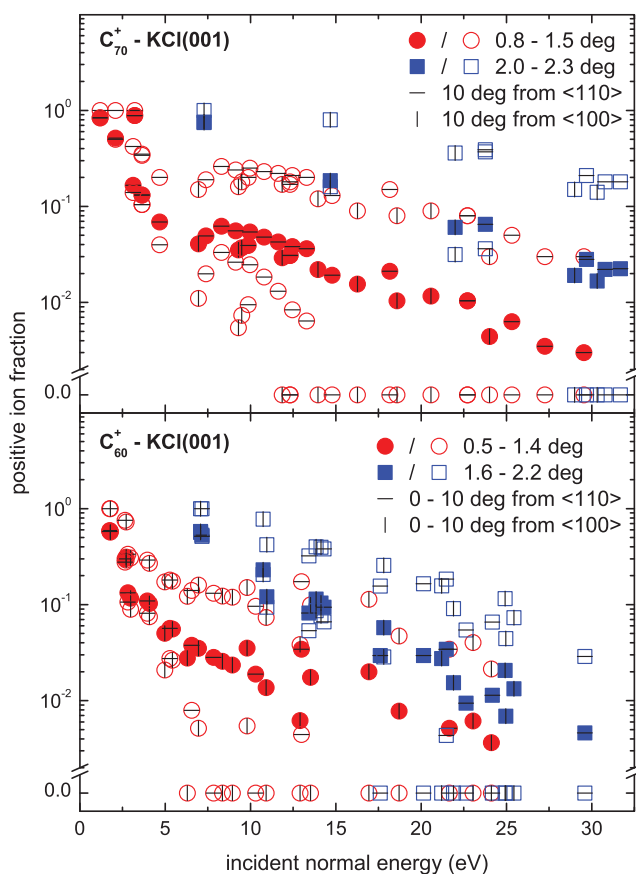 C₇₀⁺ - KCl(001)
/ 0.8 - 1.5 deg
/ 2.0 - 2.3 deg
10 deg from <110>
10 deg from <100>
10⁰
10⁻¹
10⁻²
0.0
positive ion fraction
C₆₀⁺ - KCl(001)
/ 0.5 - 1.4 deg
/ 1.6 - 2.2 deg
0 - 10 deg from <110>
0 - 10 deg from <100>
10⁰
10⁻¹
10⁻²
0.0
0 5 10 15 20 25 30
incident normal energy (eV)